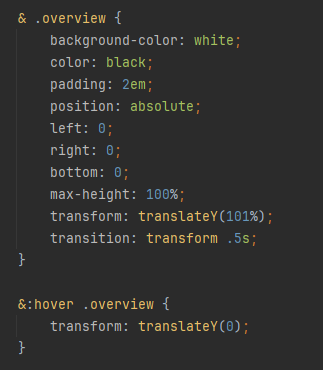 & .overview {
    background-color: white;
    color: black;
    padding: 2em;
    position: absolute;
    left: 0;
    right: 0;
    bottom: 0;
    max-height: 100%;
    transform: translateY(101%);
    transition: transform .5s;
}

&:hover .overview {
    transform: translateY(0);
}